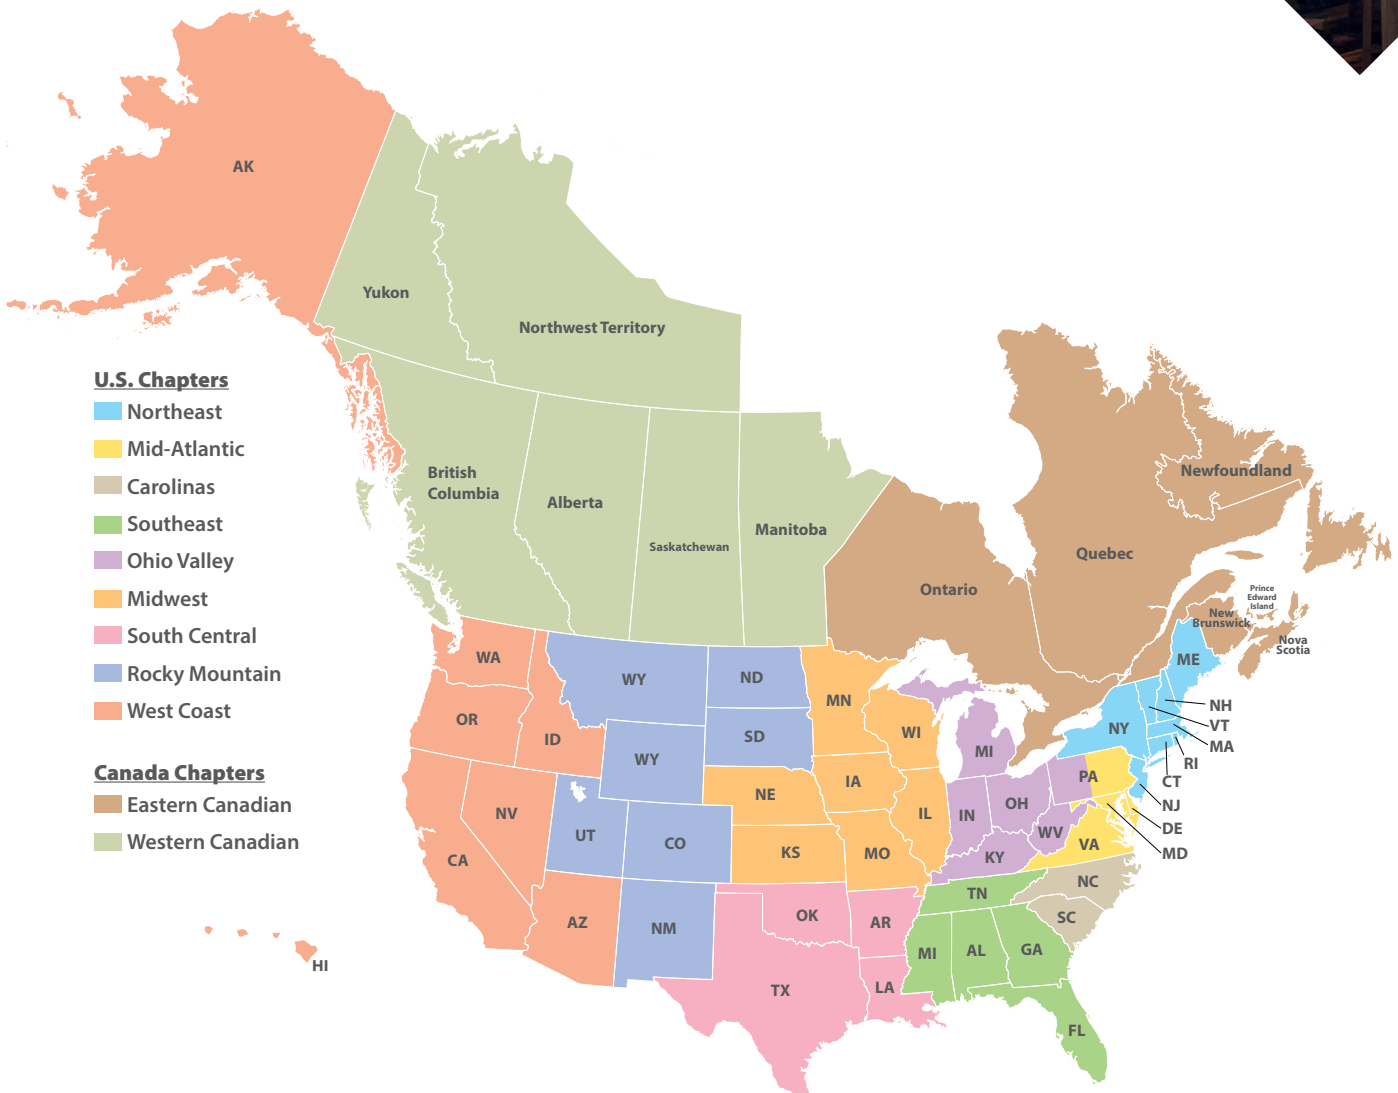 AK
Yukon
Northwest Territory
U.S. Chapters
Northeast
Mid-Atlantic
Carolinas
Southeast
Ohio Valley
Midwest
South Central
Rocky Mountain
West Coast
Canada Chapters
Eastern Canadian
Western Canadian
British
Columbia
Alberta
Saskatchewan
Manitoba
Ontario
Quebec
Newfoundland
Prince
Edward
Island
New
Brunswick
Nova
Scotia
WA
OR
ID
WY
ND
SD
WY
MN
WI
MI
NY
ME
NH
VT
MA
RI
CT
NJ
DE
MD
NV
CA
UT
CO
NE
KS
IA
MO
IL
IN
OH
PA
WV
VA
KY
AZ
NM
OK
AR
TN
NC
SC
TX
LA
MI
AL
GA
FL
HI